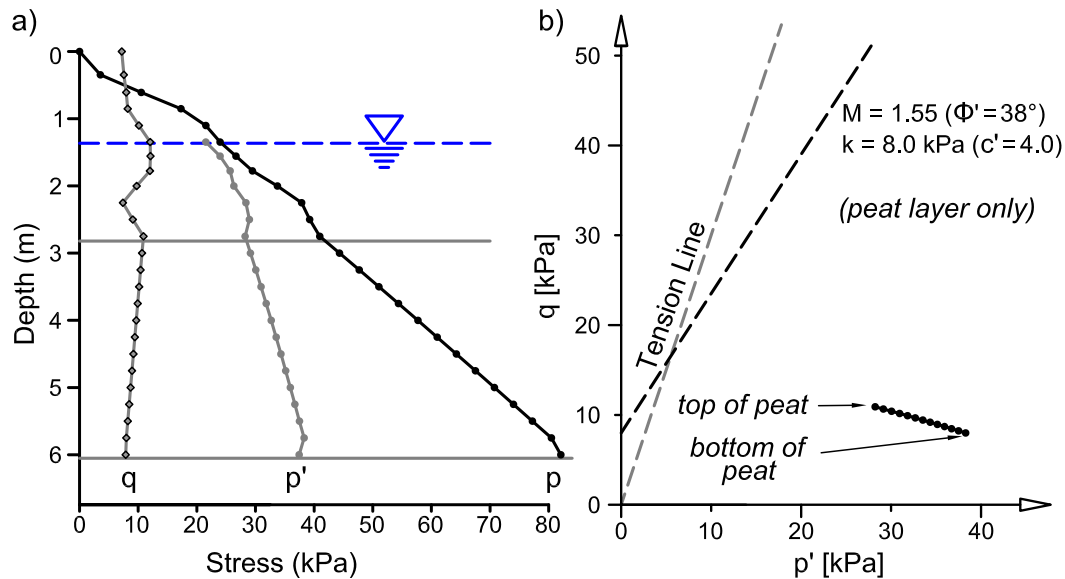 a)
0
1
2
3
4
5
6
Depth (m)
q
p'
p
0
10
20
30
40
50
60
70
80
Stress (kPa)
b)
50
40
30
20
10
0
q [kPa]
Tension Line
M = 1.55 (Φ'=38°)
k = 8.0 kPa (c'=4.0)
(peat layer only)
top of peat
bottom of
peat
0
10
20
30
40
p' [kPa]